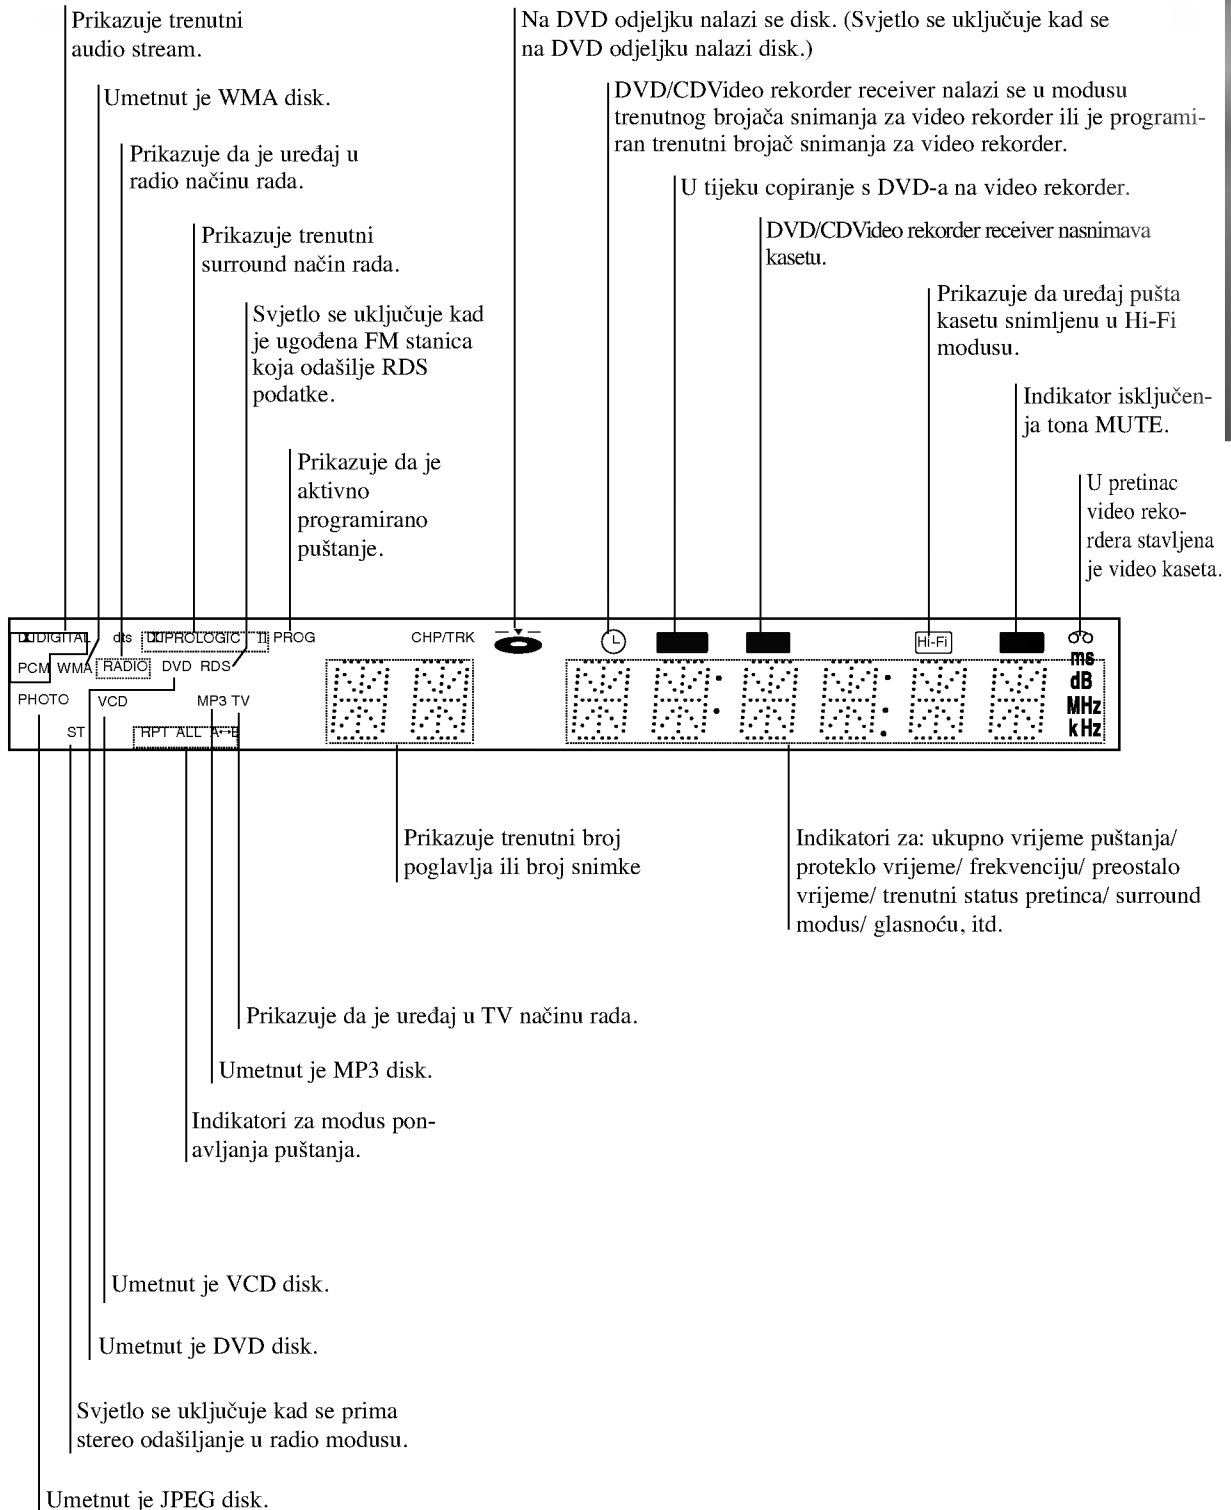 Prikazuje trenutni
audio stream.
Umetnut je WMA disk.
Prikazuje da je uređaj u
radio načinu rada.
Prikazuje trenutni
surround način rada.
Svjetlo se uključuje kad
je ugođena FM stanica
koja odašilje RDS
podatke.
Prikazuje da je
aktivno
programirano
puštanje.
Na DVD odjeljku nalazi se disk. (Svjetlo se uključuje kad se
na DVD odjeljku nalazi disk.)
DVD/CDVideo rekorder receiver nalazi se u modusu
trenutnog brojača snimanja za video rekorder ili je programi-
ran trenutni brojač snimanja za video rekorder.
U tijeku copiranje s DVD-a na video rekorder.
DVD/CDVideo rekorder receiver nasnimava
kasetu.
Prikazuje da uređaj pušta
kasetu snimljenu u Hi-Fi
modusu.
Indikator isključen-
ja tona MUTE.
U pretinac
video reko-
rdera stavljena
je video kaseta.
DIGITAL dts PROLOGIC II PROG CHP/TRK Hi-Fi
PCM WMA RADIO DVD RDS ms
dB
PHOTO VCD MP3 TV MHz
ST RPT ALL A↔B kHz
Prikazuje trenutni broj
poglavlja ili broj snimke
Indikatori za: ukupno vrijeme puštanja/
proteklo vrijeme/ frekvenciju/ preostalo
vrijeme/ trenutni status pretinca/ surround
modus/ glasnoću, itd.
Prikazuje da je uređaj u TV načinu rada.
Umetnut je MP3 disk.
Indikatori za modus pon-
avljanja puštanja.
Umetnut je VCD disk.
Umetnut je DVD disk.
Svjetlo se uključuje kad se prima
stereo odašiljanje u radio modusu.
Umetnut je JPEG disk.